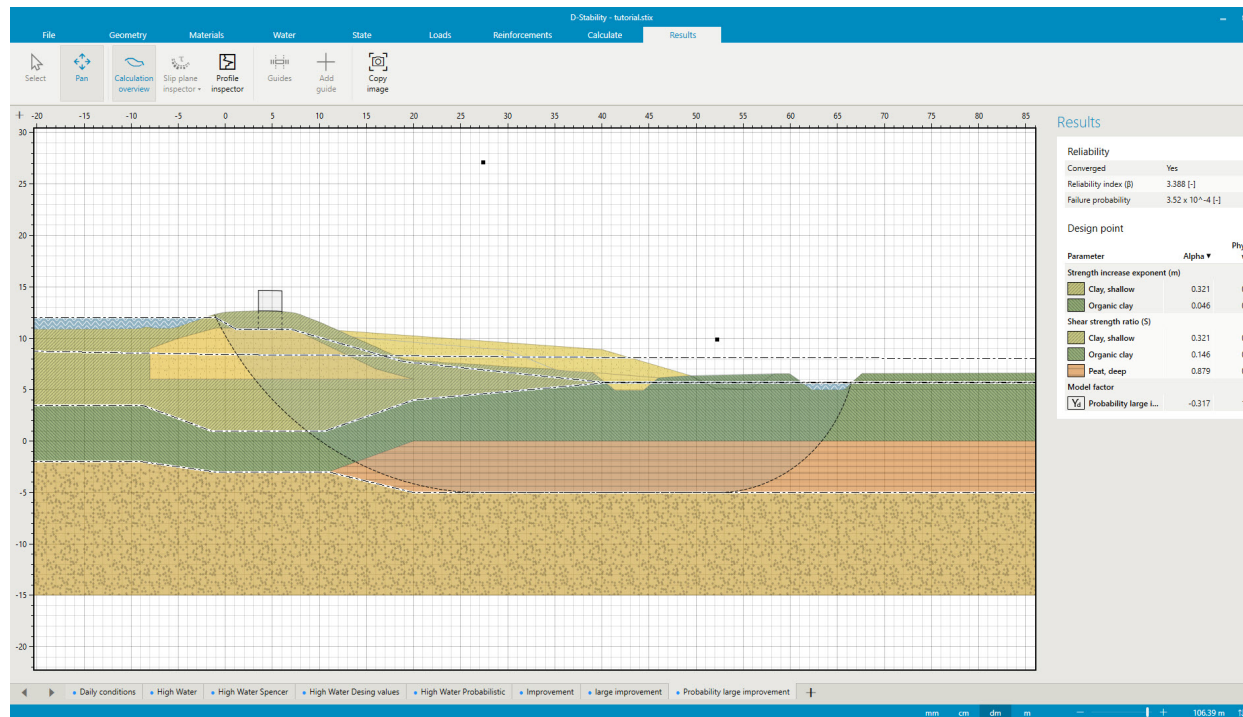 D-Stability - tutorial.stix
File Geometry Materials Water State Loads Reinforcements Calculate Results
Select Pan Calculation overview Slip plane inspector Profile inspector Guides Add guide Copy image
-20 -15 -10 -5 0 5 10 15 20 25 30 35 40 45 50 55 60 65 70 75 80 85
30
25
20
15
10
5
0
-5
-10
-15
-20
Results
Reliability
Converged Yes
Reliability index (β) 3.388 [-]
Failure probability 3.52 x 10^-4 [-]
Design point
Parameter Alpha ▼
Strength increase exponent (m)
Clay, shallow 0.321
Organic clay 0.046
Shear strength ratio (S)
Clay, shallow 0.321
Organic clay 0.146
Peat, deep 0.879
Model factor
Yd Probability large i... -0.317
Daily conditions High Water High Water Spencer High Water Desing values High Water Probabilistic Improvement large improvement Probability large improvement +
mm cm dm m - + 106.39 m